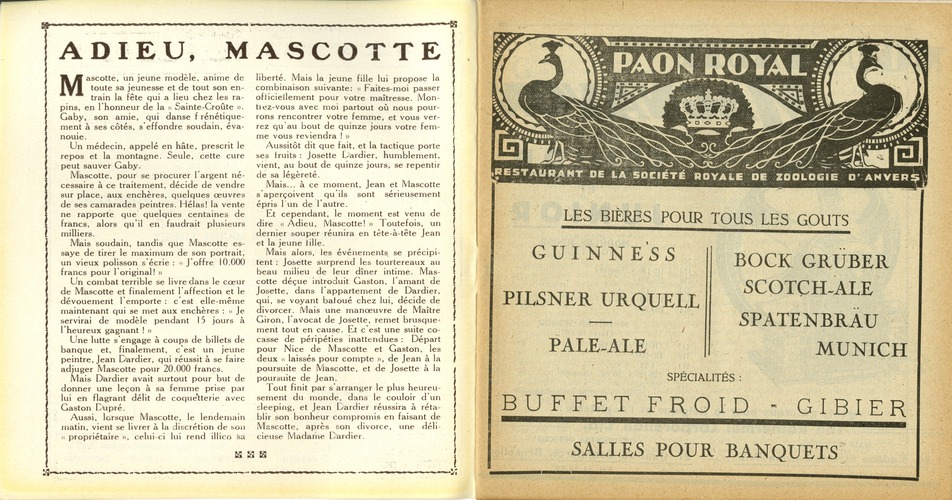 ADIEU, MASCOTTE
Mascotte, un jeune modèle, anime de
toute sa jeunesse et de tout son en-
train la fête qui a lieu chez les ra-
pins, en l'honneur de la « Sainte-Croûte ».
Gaby, son amie, qui danse frénétique-
ment à ses côtés, s'effondre soudain, éva-
nouie.
Un médecin, appelé en hâte, prescrit le
repos et la montagne. Seule, cette cure
peut sauver Gaby.
Mascotte, pour se procurer l'argent né-
cessaire à ce traitement, décide de vendre
sur place, aux enchères, quelques œuvres
de ses camarades peintres. Hélas! la vente
ne rapporte que quelques centaines de
francs, alors qu'il en faudrait plusieurs
milliers.
Mais soudain, tandis que Mascotte es-
saye de tirer le maximum de son portrait,
un vieux polisson s'écrie : « J'offre 10.000
francs pour l'original! »
Un combat terrible se livre dans le cœur
de Mascotte et finalement l'affection et le
dévouement l'emporte : c'est elle-même
maintenant qui se met aux enchères : « Je
servirai de modèle pendant 15 jours à
l'heureux gagnant ! »
Une lutte s'engage à coups de billets de
banque et, finalement, c'est un jeune
peintre, Jean Dardier, qui réussit à se faire
adjuger Mascotte pour 20.000 francs.
Mais Dardier avait surtout pour but de
donner une leçon à sa femme prise par
lui en flagrant délit de coquetterie avec
Gaston Dupré.
Aussi, lorsque Mascotte, le lendemain
matin, vient se livrer à la discrétion de son
« propriétaire », celui-ci lui rend illico sa
liberté. Mais la jeune fille lui propose la
combinaison suivante: « Faites-moi passer
officiellement pour votre maîtresse. Mon-
trez-vous avec moi partout où nous pour-
rons rencontrer votre femme, et vous ver-
rez qu'au bout de quinze jours votre fem-
me vous reviendra ! »
Aussitôt dit que fait, et la tactique porte
ses fruits : Josette Dardier, humblement,
vient, au bout de quinze jours, se repentir
de sa légèreté.
Mais... à ce moment, Jean et Mascotte
s'aperçoivent qu'ils sont sérieusement
épris l'un de l'autre.
Et cependant, le moment est venu de
dire « Adieu, Mascotte! » Toutefois, un
dernier souper réunira en tête-à-tête Jean
et la jeune fille.
Mais alors, les événements se précipi-
tent : Josette surprend les tourtereaux au
beau milieu de leur dîner intime. Mas-
cotte déçue introduit Gaston, l'amant de
Josette, dans l'appartement de Dardier,
qui, se voyant bafoué chez lui, décide de
divorcer. Mais une manœuvre de Maître
Giron, l'avocat de Josette, remet brusque-
ment tout en cause. Et c'est une suite co-
casse de péripéties inattendues : Départ
pour Nice de Mascotte et Gaston, les
deux « laissés pour compte », de Jean à la
poursuite de Mascotte, et de Josette à la
poursuite de Jean.
Tout finit par s'arranger le plus heureu-
sement du monde, dans le couloir d'un
sleeping, et Jean Dardier réussira à réta-
blir son bonheur compromis en faisant de
Mascotte, après son divorce, une déli-
cieuse Madame Dardier.
PAON ROYAL
RESTAURANT DE LA SOCIÉTÉ ROYALE DE ZOOLOGIE D'ANVERS
LES BIÈRES POUR TOUS LES GOUTS
GUINNESS
PILSNER URQUELL
PALE-ALE
BOCK GRÜBER
SCOTCH-ALE
SPATENBRÄU
MUNICH
SPÉCIALITÉS :
BUFFET FROID - GIBIER
SALLES POUR BANQUETS